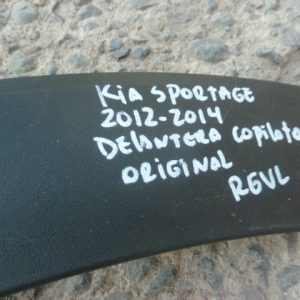 Kia SPORTAGE
2012-2014
DElANTERA copiloto
ORIGINAL
RGVL